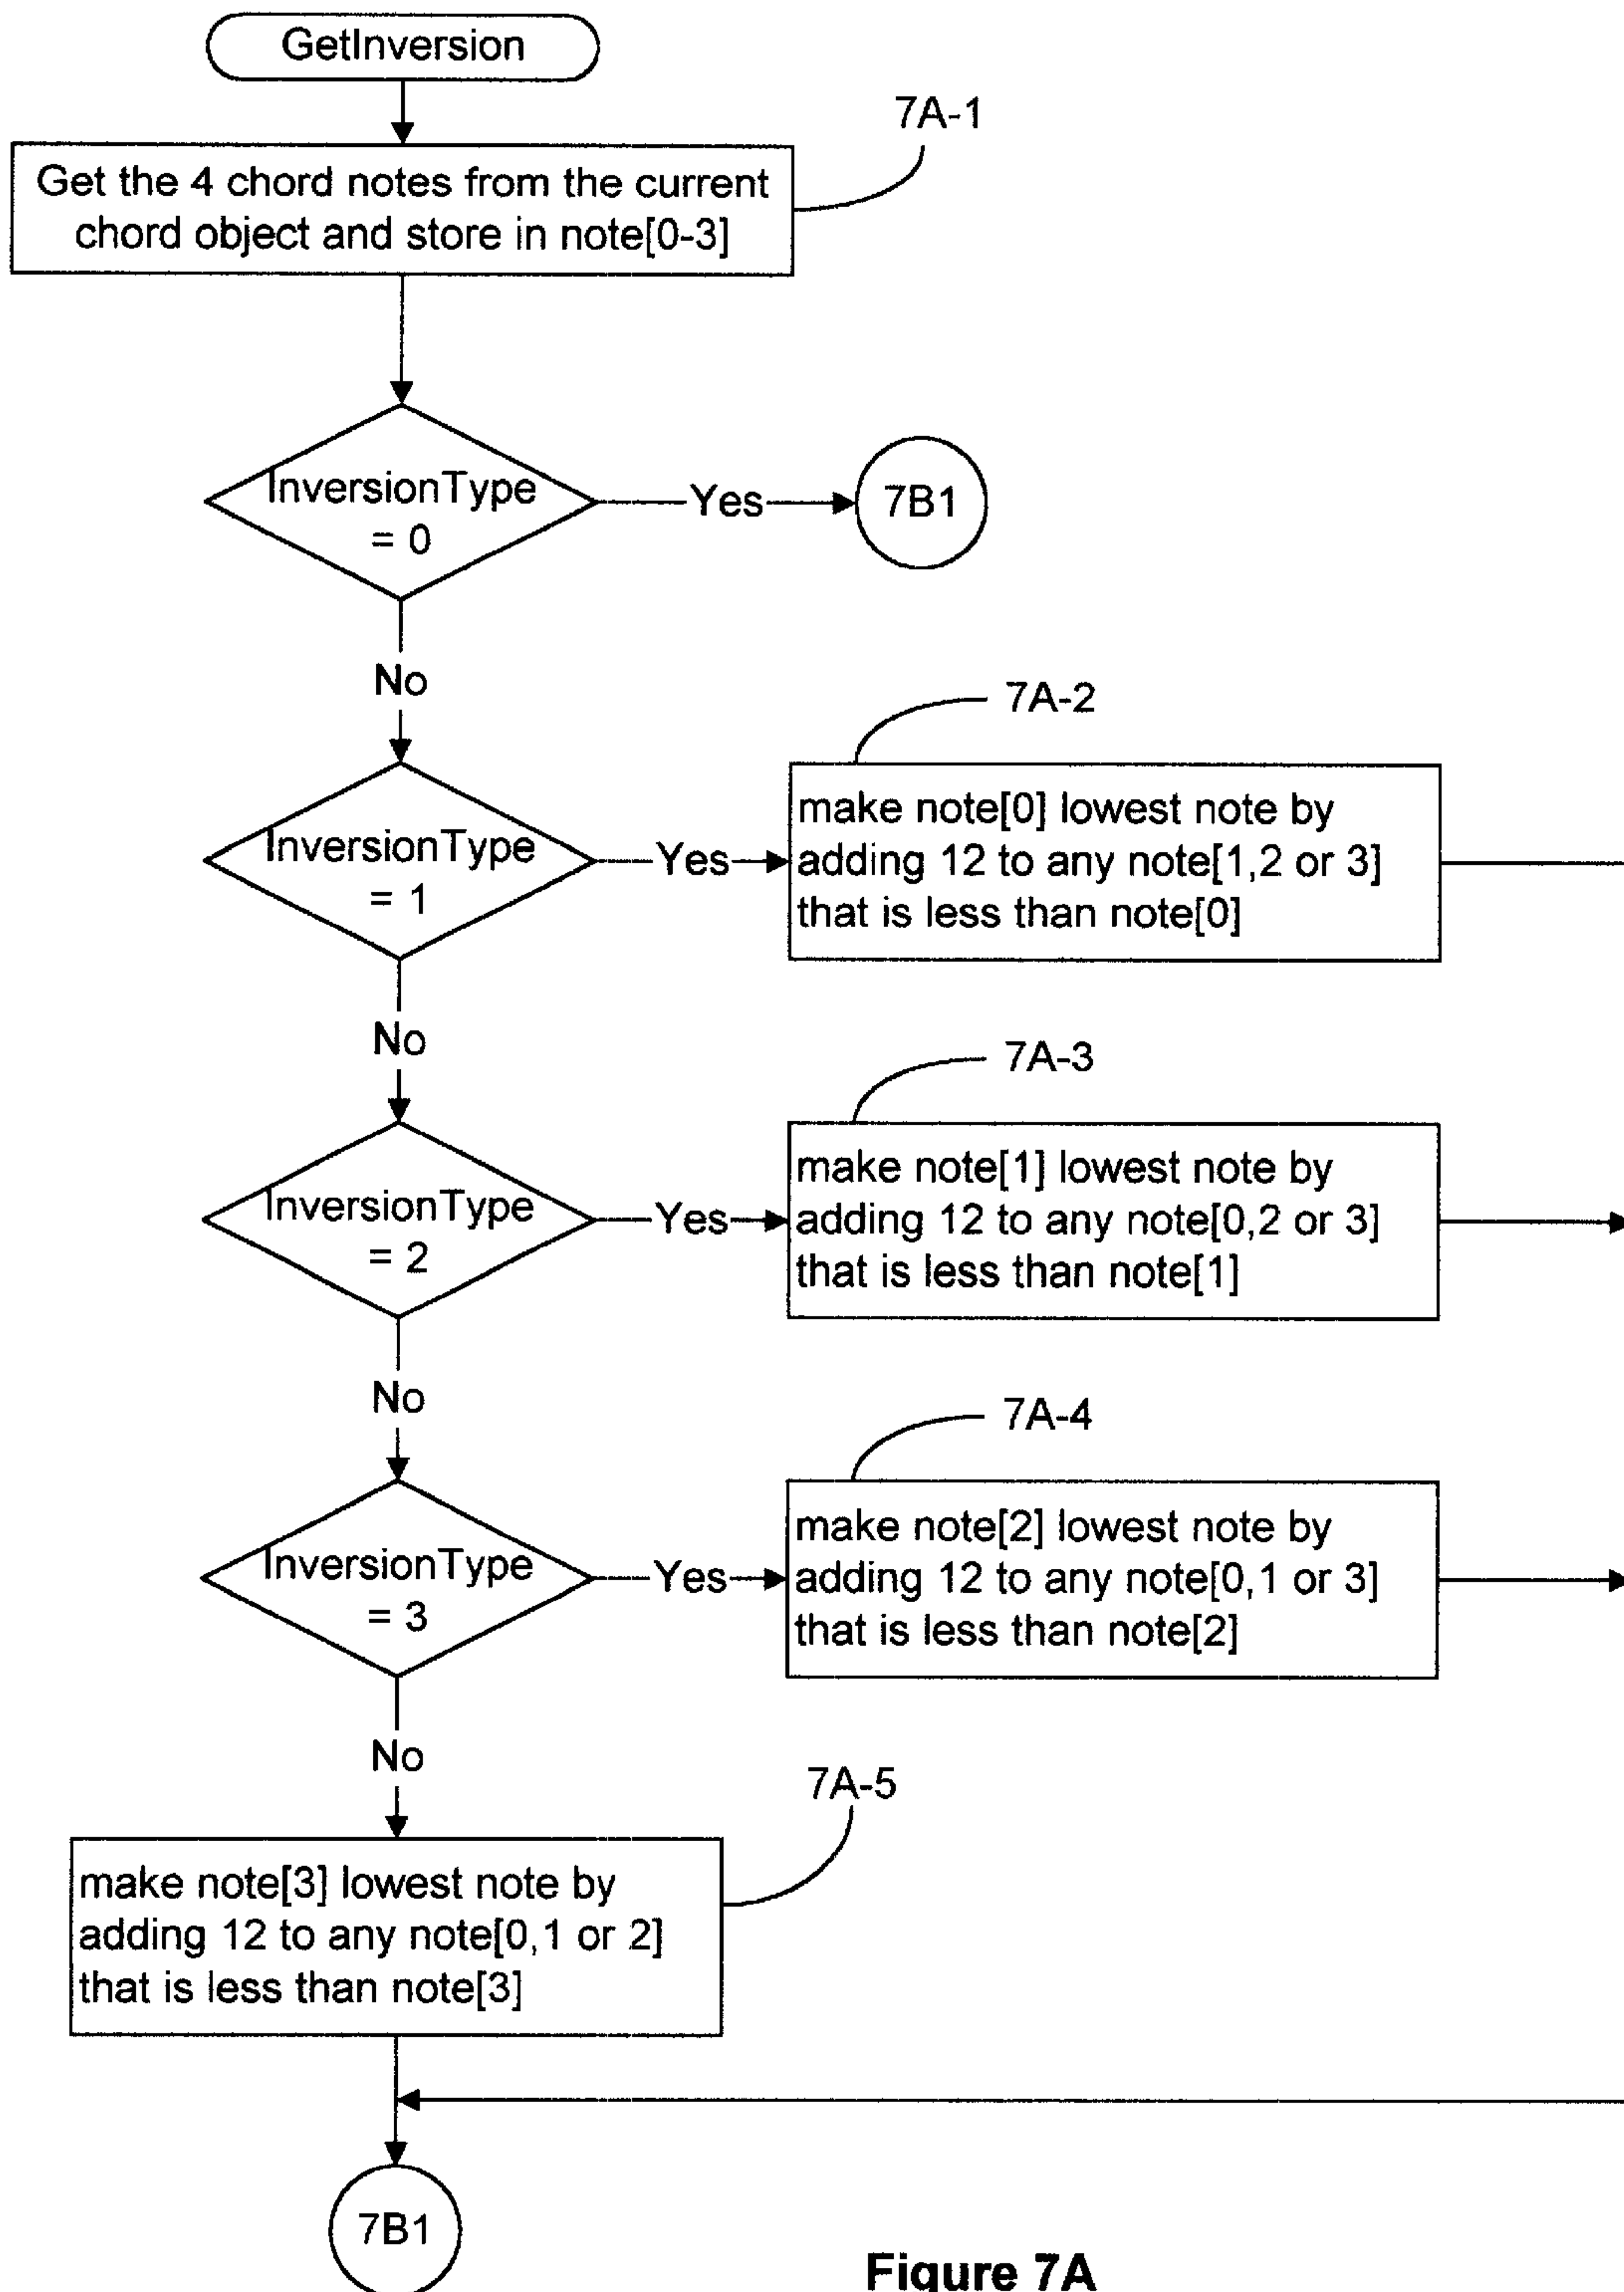 GetInversion
7A-1
Get the 4 chord notes from the current
chord object and store in note[0-3]
InversionType
= 0
Yes
7B1
No
7A-2
InversionType
= 1
Yes
make note[0] lowest note by
adding 12 to any note[1,2 or 3]
that is less than note[0]
No
7A-3
InversionType
= 2
Yes
make note[1] lowest note by
adding 12 to any note[0,2 or 3]
that is less than note[1]
No
7A-4
InversionType
= 3
Yes
make note[2] lowest note by
adding 12 to any note[0,1 or 3]
that is less than note[2]
No
7A-5
make note[3] lowest note by
adding 12 to any note[0,1 or 2]
that is less than note[3]
7B1
Figure 7A